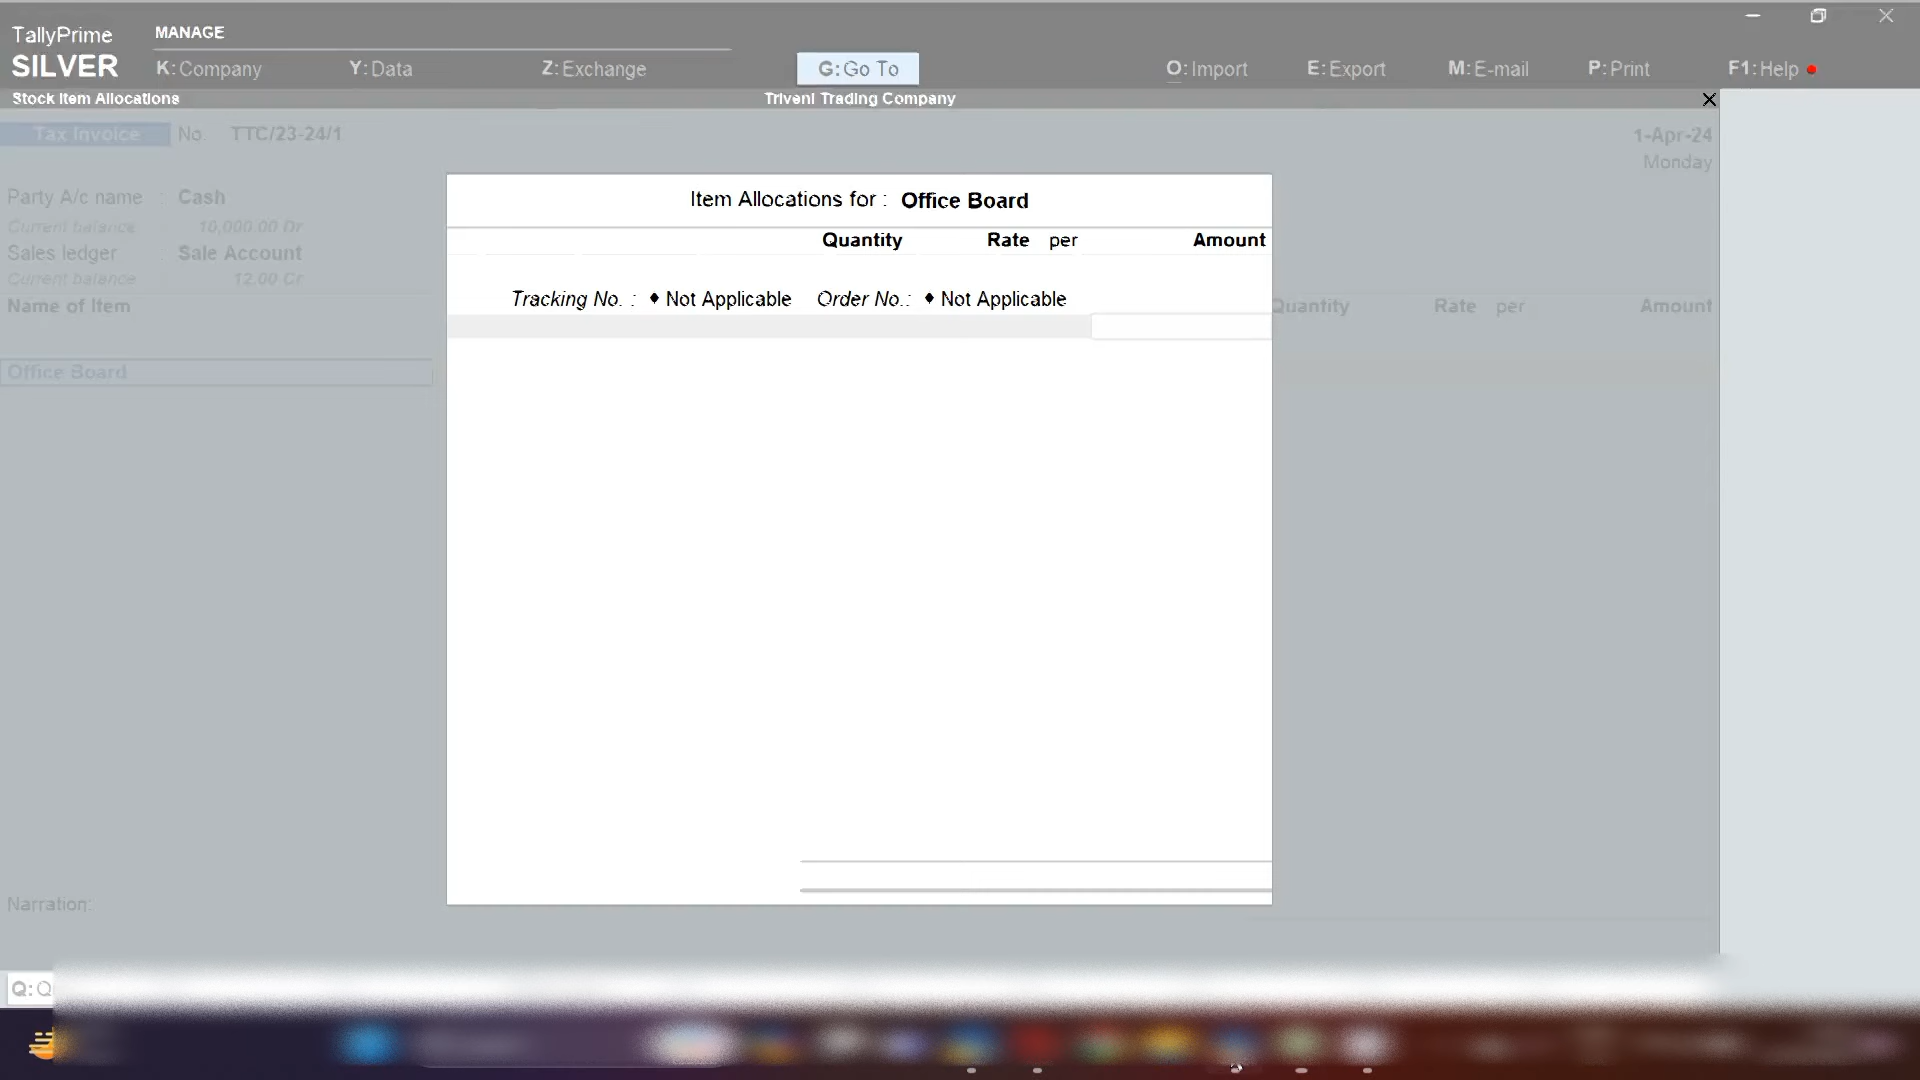 TallyPrime
MANAGE
SILVER
K: Company
Y: Data
Z: Exchange
G: Go To
O: Import
E: Export
M: E-mail
P: Print
F1: Help
Stock Item Allocations
Triveni Trading Company
Tax Invoice No. TTC/23-24/1
1-Apr-24
Monday
Party A/c name : Cash
Current balance 10,000.00 Dr
Sales ledger : Sale Account
Current balance : 12.00 Cr
Name of Item
Quantity Rate per Amount
Office Board
Item Allocations for : Office Board
Quantity Rate per Amount
Tracking No. : ♦ Not Applicable Order No.: ♦ Not Applicable
Narration:
Q: